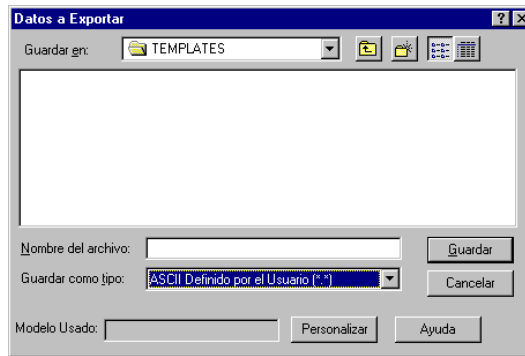 Datos a Exportar
Guardar en: TEMPLATES
Nombre del archivo: Guardar
Guardar como tipo: ASCII Definido por el Usuario (*.*) Cancelar
Modelo Usado: Personalizar Ayuda